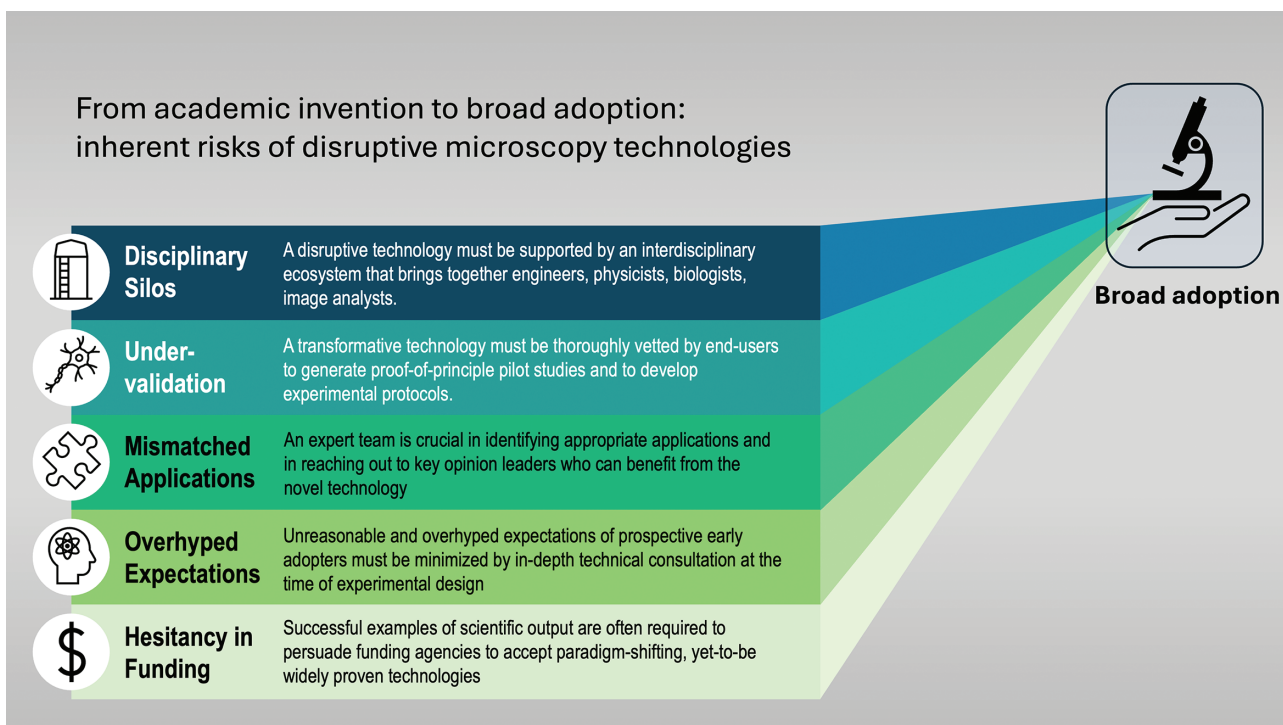 From academic invention to broad adoption:
inherent risks of disruptive microscopy technologies
Broad adoption
Disciplinary
Silos
A disruptive technology must be supported by an interdisciplinary
ecosystem that brings together engineers, physicists, biologists,
image analysts.
Under-
validation
A transformative technology must be thoroughly vetted by end-users
to generate proof-of-principle pilot studies and to develop
experimental protocols.
Mismatched
Applications
An expert team is crucial in identifying appropriate applications and
in reaching out to key opinion leaders who can benefit from the
novel technology
Overhyped
Expectations
Unreasonable and overhyped expectations of prospective early
adopters must be minimized by in-depth technical consultation at the
time of experimental design
Hesitancy in
Funding
$
Successful examples of scientific output are often required to
persuade funding agencies to accept paradigm-shifting, yet-to-be
widely proven technologies